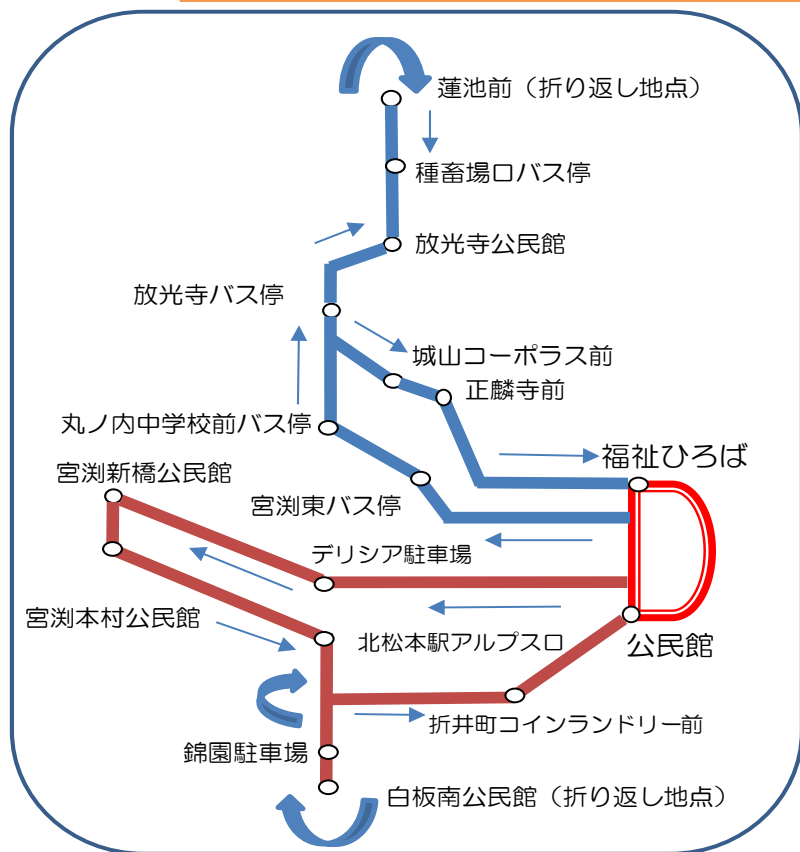 蓮池前（折り返し地点）
種畜場口バス停
放光寺公民館
放光寺バス停
城山コーポラス前
正麟寺前
丸ノ内中学校前バス停
福祉ひろば
宮渕新橋公民館
宮渕東バス停
デリシア駐車場
宮渕本村公民館
北松本駅アルプス口
公民館
折井町コインランドリー前
錦園駐車場
白板南公民館（折り返し地点）